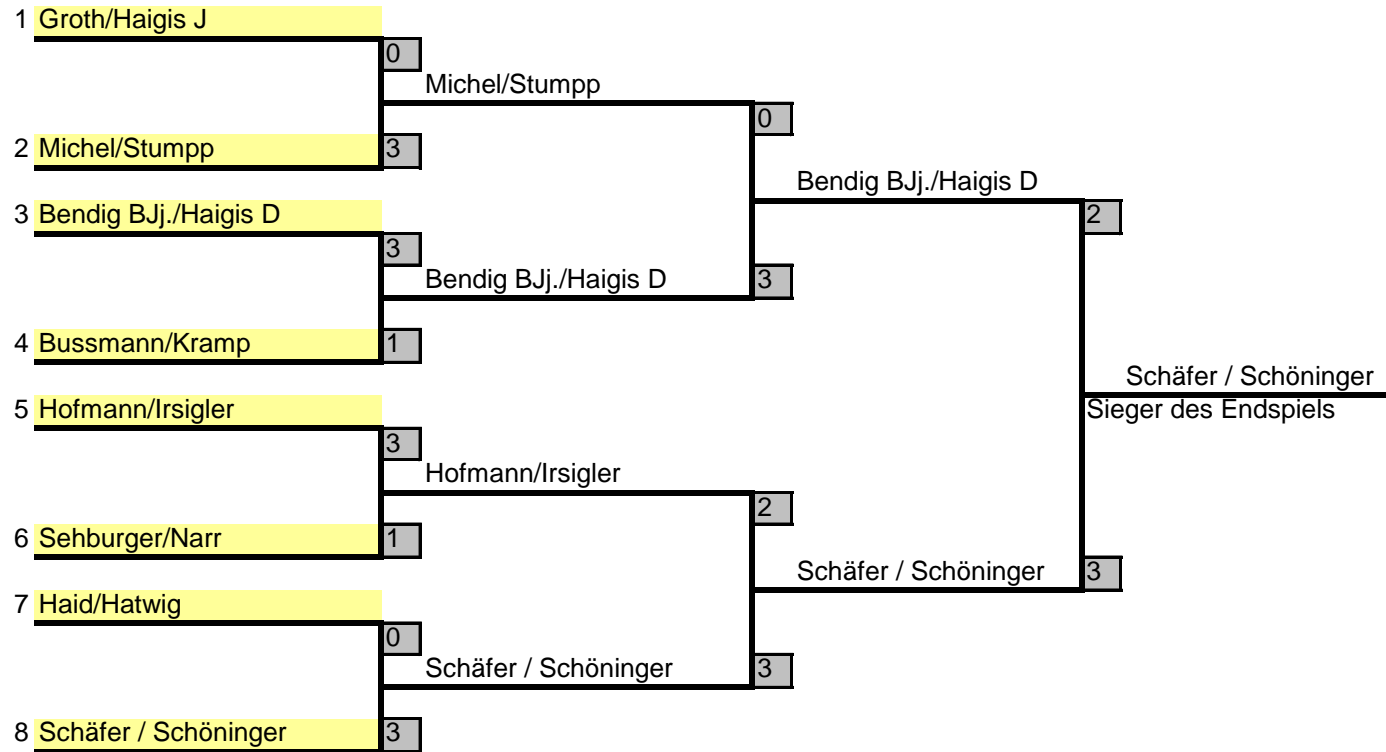 1 Groth/Haigis J
0
Michel/Stumpp
0
2 Michel/Stumpp
3
Bendig BJj./Haigis D
2
3 Bendig BJj./Haigis D
3
Bendig BJj./Haigis D
3
4 Bussmann/Kramp
1
Schäfer / Schöninger
Sieger des Endspiels
5 Hofmann/Irsigler
3
Hofmann/Irsigler
2
6 Sehburger/Narr
1
Schäfer / Schöninger
3
7 Haid/Hatwig
0
Schäfer / Schöninger
3
8 Schäfer / Schöninger
3